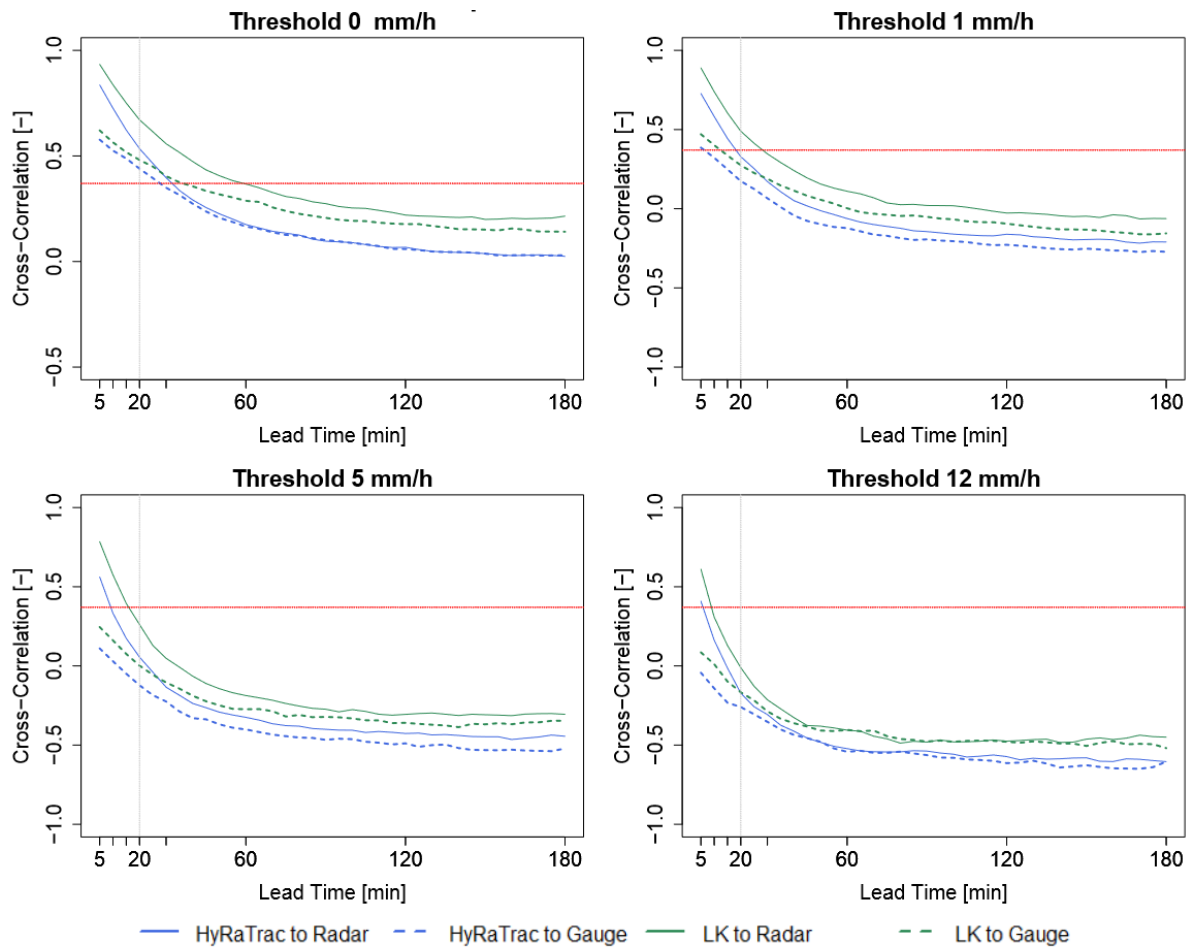 Threshold 0 mm/h
Cross−Correlation [−]
1.0
0.5
0.0
−0.5
5 20 60 120 180
Lead Time [min]
Threshold 1 mm/h
Cross−Correlation [−]
1.0
0.5
0.0
−0.5
−1.0
5 20 60 120 180
Lead Time [min]
Threshold 5 mm/h
Cross−Correlation [−]
1.0
0.5
0.0
−0.5
−1.0
5 20 60 120 180
Lead Time [min]
Threshold 12 mm/h
Cross−Correlation [−]
1.0
0.5
0.0
−0.5
−1.0
5 20 60 120 180
Lead Time [min]
HyRaTrac to Radar HyRaTrac to Gauge LK to Radar LK to Gauge